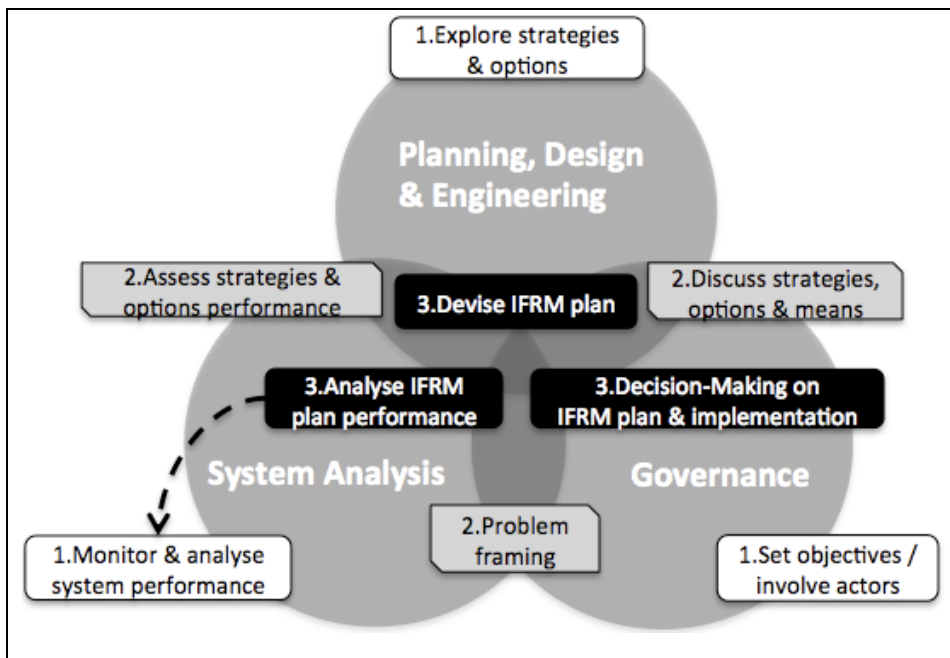 1.Explore strategies
& options
Planning, Design
& Engineering
2.Assess strategies &
options performance
3.Devise IFRM plan
2.Discuss strategies,
options & means
3.Analyse IFRM
plan performance
3.Decision-Making on
IFRM plan & implementation
System Analysis
Governance
2.Problem
framing
1.Monitor & analyse
system performance
1.Set objectives /
involve actors